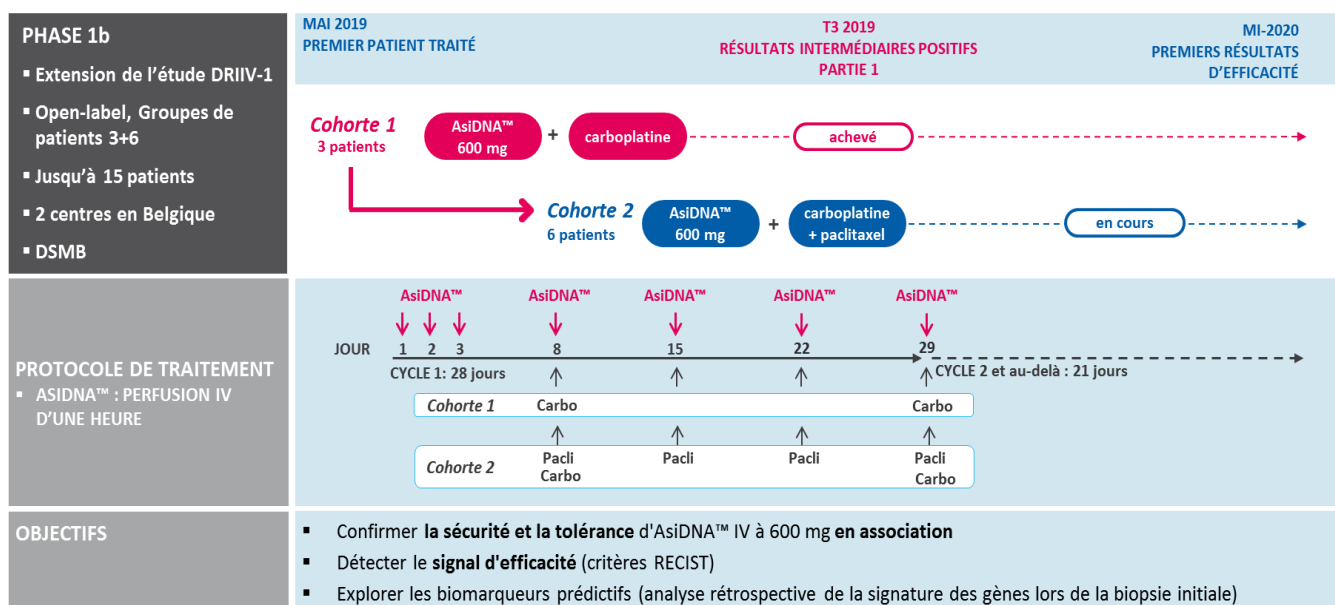 PHASE 1b
▪ Extension de l'étude DRIIV-1
▪ Open-label, Groupes de
patients 3+6
▪ Jusqu'à 15 patients
▪ 2 centres en Belgique
▪ DSMB
MAI 2019
PREMIER PATIENT TRAITÉ
T3 2019
RÉSULTATS INTERMÉDIAIRES POSITIFS
PARTIE 1
MI-2020
PREMIERS RÉSULTATS
D'EFFICACITÉ
Cohorte 1
3 patients
AsiDNA™
600 mg
+
carboplatine
achevé
Cohorte 2
6 patients
AsiDNA™
600 mg
+
carboplatine
+ paclitaxel
en cours
PROTOCOLE DE TRAITEMENT
▪ ASIDNA™ : PERFUSION IV
D'UNE HEURE
AsiDNA™ AsiDNA™ AsiDNA™ AsiDNA™ AsiDNA™
JOUR 1 2 3 8 15 22 29
CYCLE 1: 28 jours
CYCLE 2 et au-delà : 21 jours
Cohorte 1 Carbo Carbo
Cohorte 2
Pacli Pacli Pacli Pacli
Carbo Carbo
OBJECTIFS
▪ Confirmer la sécurité et la tolérance d'AsiDNA™ IV à 600 mg en association
▪ Détecter le signal d'efficacité (critères RECIST)
▪ Explorer les biomarqueurs prédictifs (analyse rétrospective de la signature des gènes lors de la biopsie initiale)